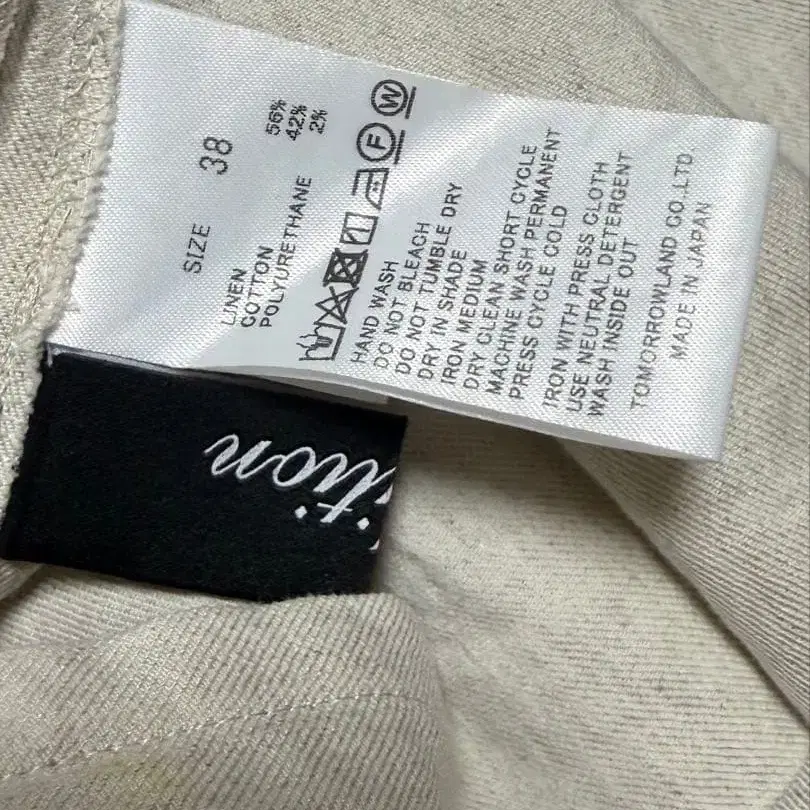 SIZE 38
LINEN 56%
COTTON 42%
POLYURETHANE 2%
F W
HAND WASH
DO NOT BLEACH
DO NOT TUMBLE DRY
DRY IN SHADE
IRON MEDIUM
DRY CLEAN SHORT CYCLE
MACHINE WASH PERMANENT
PRESS CYCLE COLD
IRON WITH PRESS CLOTH
USE NEUTRAL DETERGENT
WASH INSIDE OUT
TOMORROWLAND CO.,LTD.
MADE IN JAPAN
ition